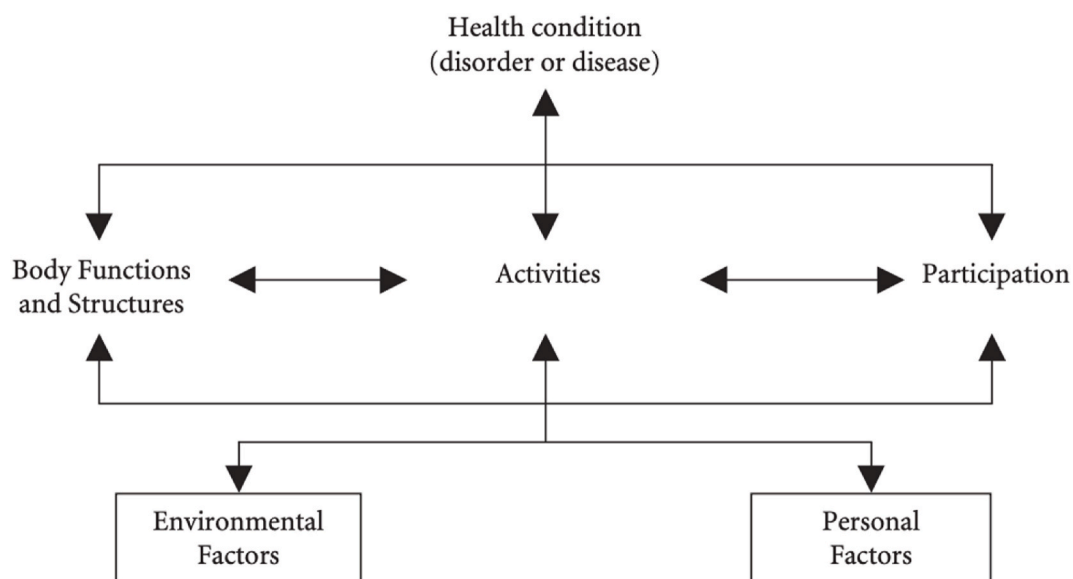 Health condition
(disorder or disease)
Body Functions
and Structures
Activities
Participation
Environmental
Factors
Personal
Factors